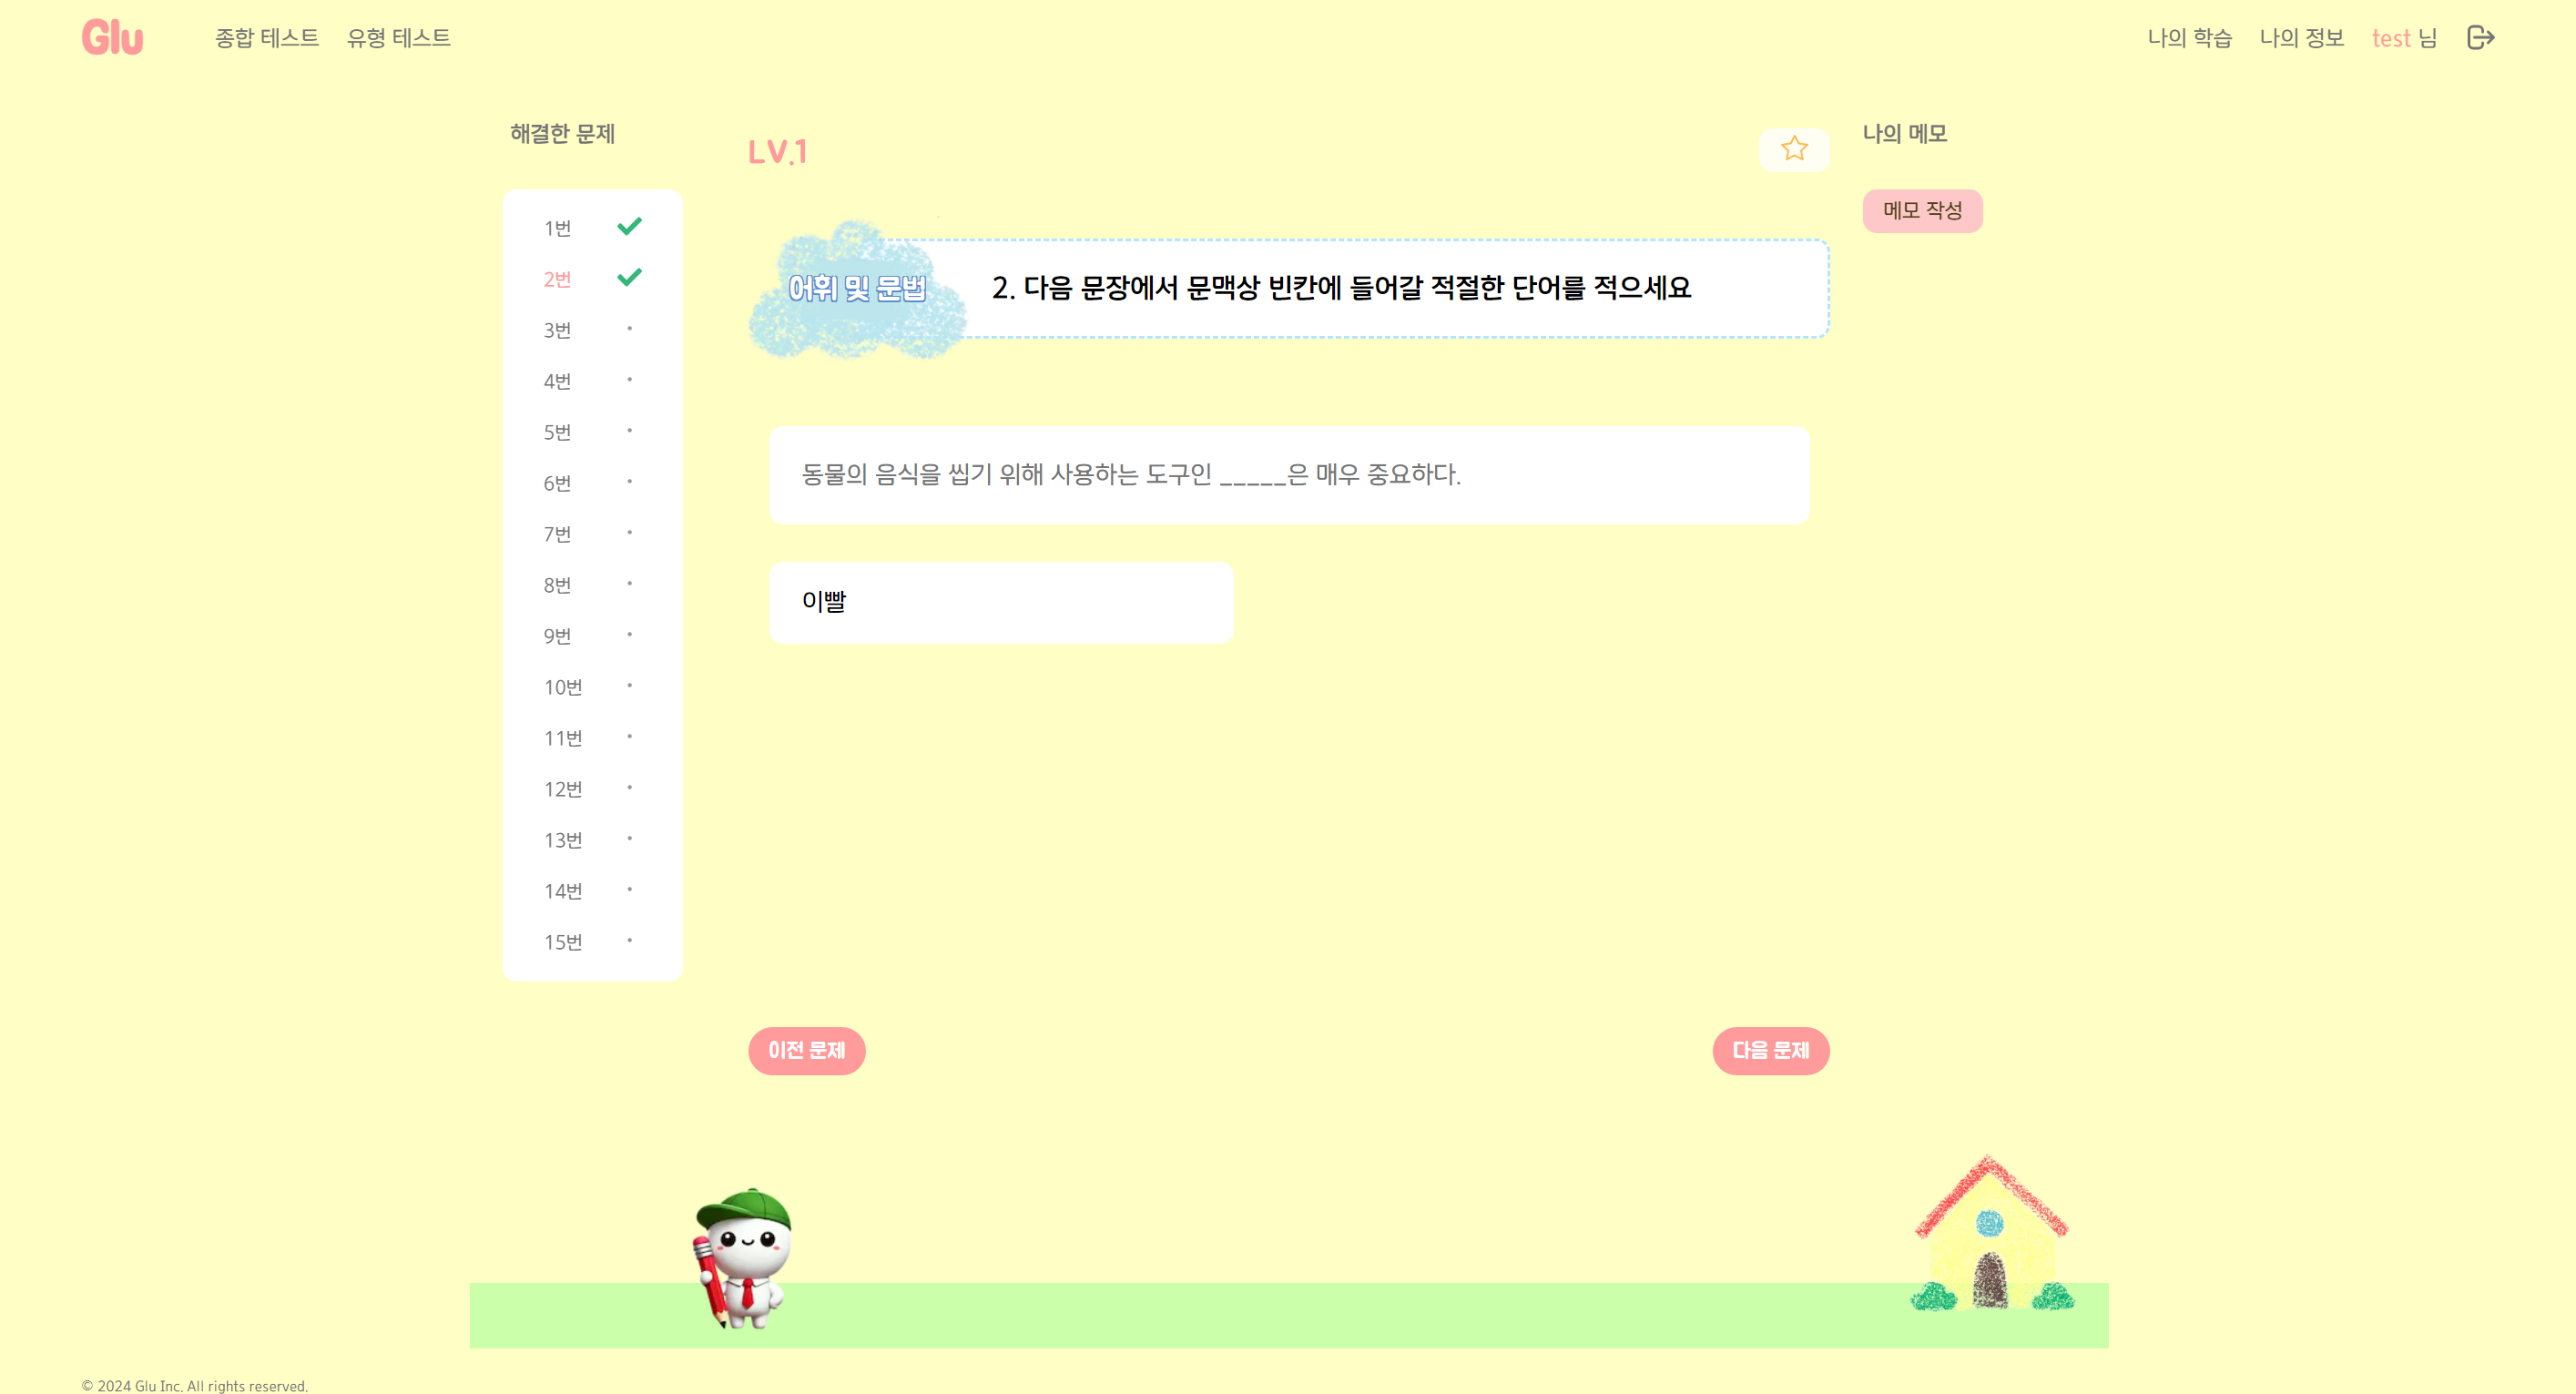 Glu
종합 테스트
유형 테스트
나의 학습
나의 정보
test 님
해결한 문제
1번
2번
3번
4번
5번
6번
7번
8번
9번
10번
11번
12번
13번
14번
15번
LV.1
어휘 및 문법
2. 다음 문장에서 문맥상 빈칸에 들어갈 적절한 단어를 적으세요
동물의 음식을 씹기 위해 사용하는 도구인 _____은 매우 중요하다.
이빨
이전 문제
다음 문제
나의 메모
메모 작성
© 2024 Glu Inc. All rights reserved.